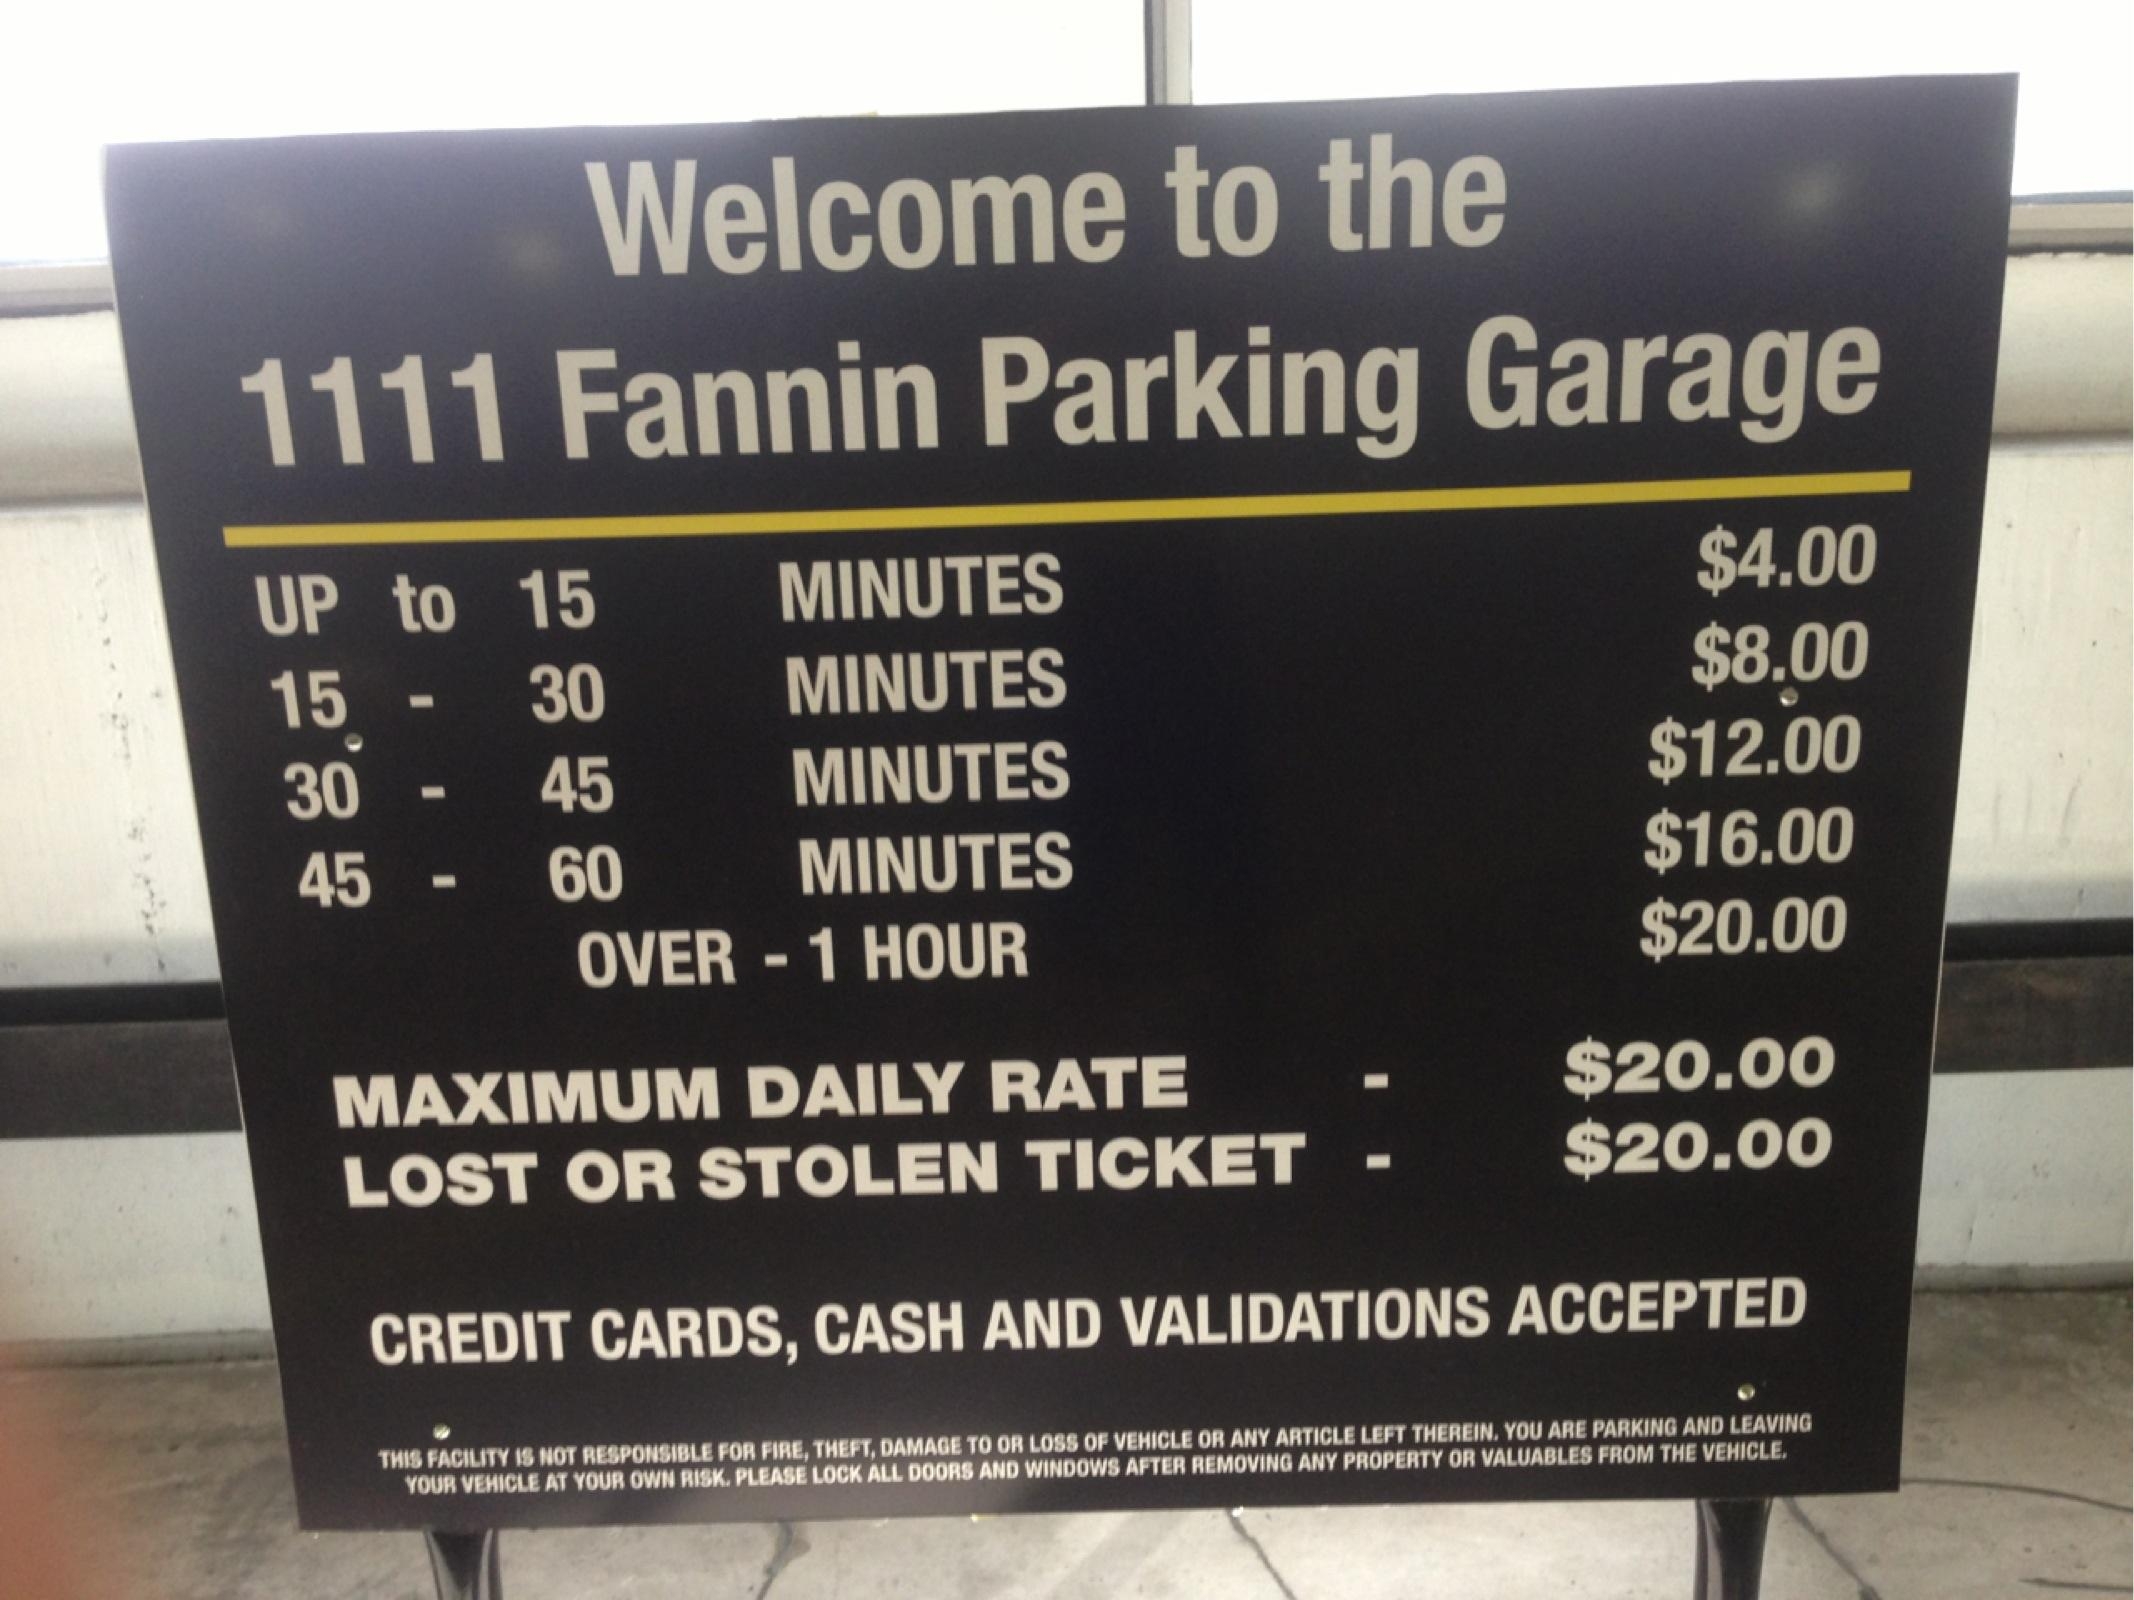 Welcome to the
1111 Fannin Parking Garage
UP to 15 MINUTES $4.00
15 - 30 MINUTES $8.00
30 - 45 MINUTES $12.00
45 - 60 MINUTES $16.00
OVER - 1 HOUR $20.00
MAXIMUM DAILY RATE - $20.00
LOST OR STOLEN TICKET - $20.00
CREDIT CARDS, CASH AND VALIDATIONS ACCEPTED
THIS FACILITY IS NOT RESPONSIBLE FOR FIRE, THEFT, DAMAGE TO OR LOSS OF VEHICLE OR ANY ARTICLE LEFT THEREIN. YOU ARE PARKING AND LEAVING
YOUR VEHICLE AT YOUR OWN RISK. PLEASE LOCK ALL DOORS AND WINDOWS AFTER REMOVING ANY PROPERTY OR VALUABLES FROM THE VEHICLE.